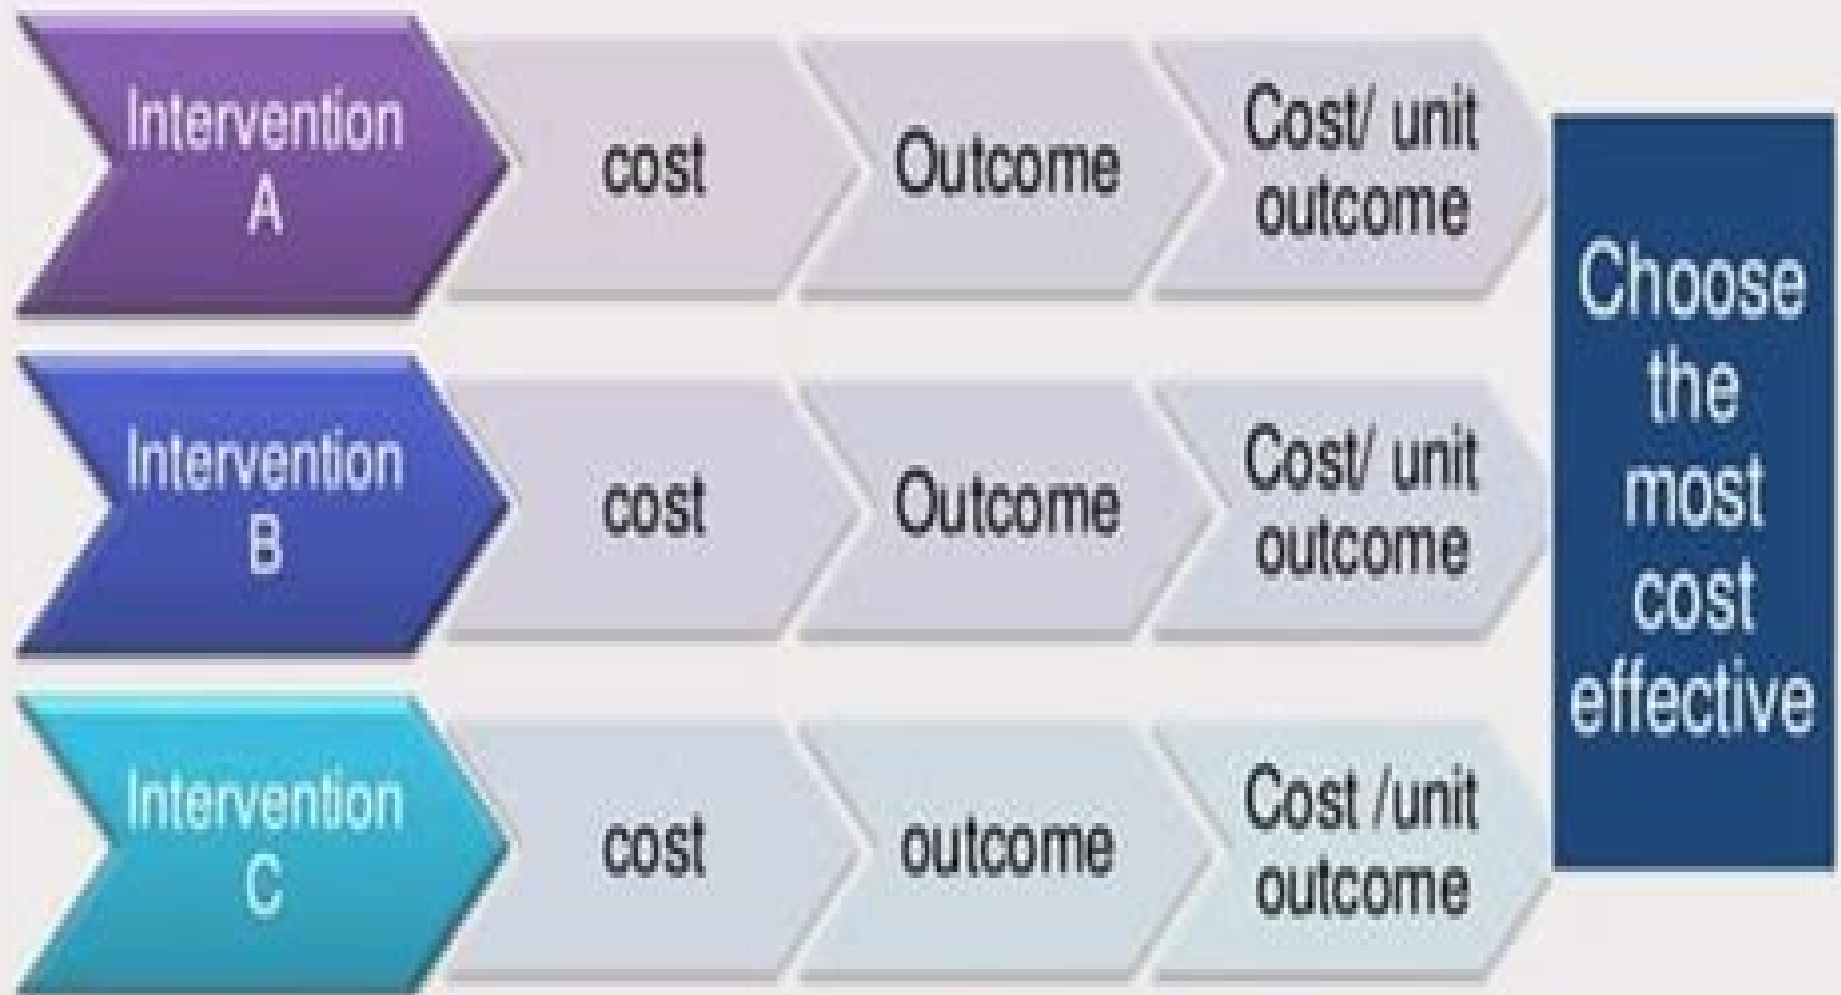 Intervention
A
cost
Outcome
Cost/ unit
outcome
Intervention
B
cost
Outcome
Cost/ unit
outcome
Intervention
C
cost
outcome
Cost /unit
outcome
Choose
the
most
cost
effective